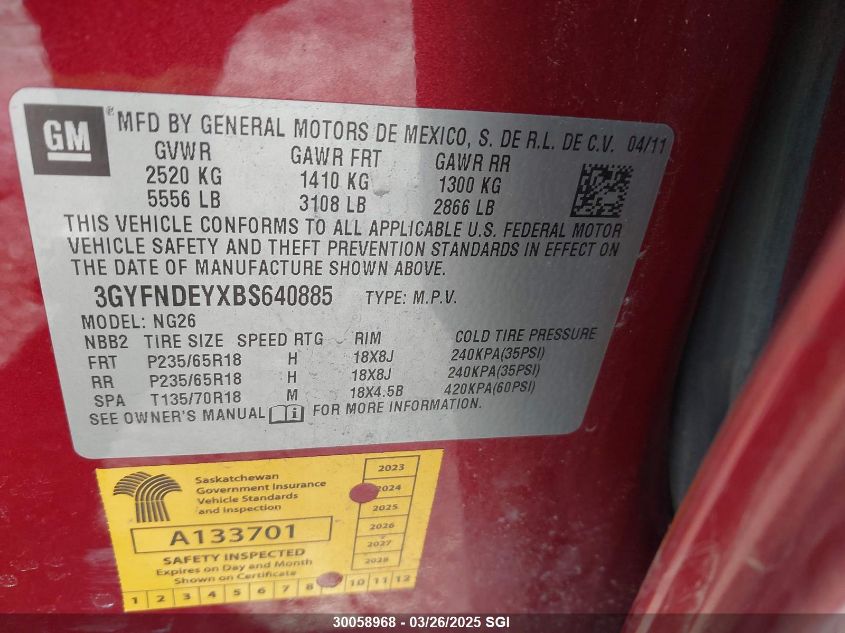 GM ® MFD BY GENERAL MOTORS DE MEXICO, S. DE R.L. DE C.V. 04/11
GVWR GAWR FRT GAWR RR
2520 KG 1410 KG 1300 KG
5556 LB 3108 LB 2866 LB
THIS VEHICLE CONFORMS TO ALL APPLICABLE U.S. FEDERAL MOTOR
VEHICLE SAFETY AND THEFT PREVENTION STANDARDS IN EFFECT ON
THE DATE OF MANUFACTURE SHOWN ABOVE.
3GYFNDEYXBS640885 TYPE: M.P.V.
MODEL: NG26
NBB2 TIRE SIZE SPEED RTG RIM COLD TIRE PRESSURE
FRT P235/65R18 H 18X8J 240KPA(35PSI)
RR P235/65R18 H 18X8J 240KPA(35PSI)
SPA T135/70R18 M 18X4.5B 420KPA(60PSI)
SEE OWNER'S MANUAL i FOR MORE INFORMATION.
Saskatchewan
Government Insurance
Vehicle Standards
and Inspection
A133701
SAFETY INSPECTED
Expires on Day and Month
Shown on Certificate
2023
2024
2025
2026
2027
2028
1 2 3 4 5 6 7 8 10 11 12
30058968 - 03/26/2025 SGI